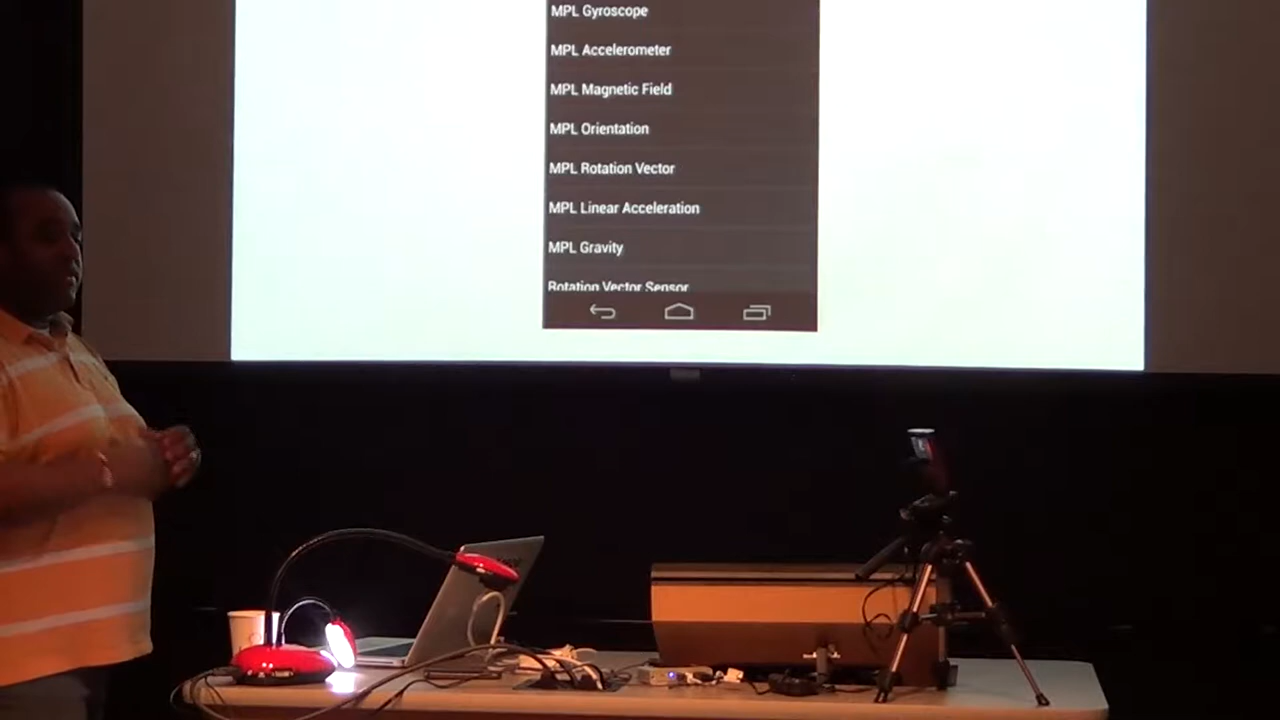 MPL Gyroscope
MPL Accelerometer
MPL Magnetic Field
MPL Orientation
MPL Rotation Vector
MPL Linear Acceleration
MPL Gravity
Rotation Vector Sensor